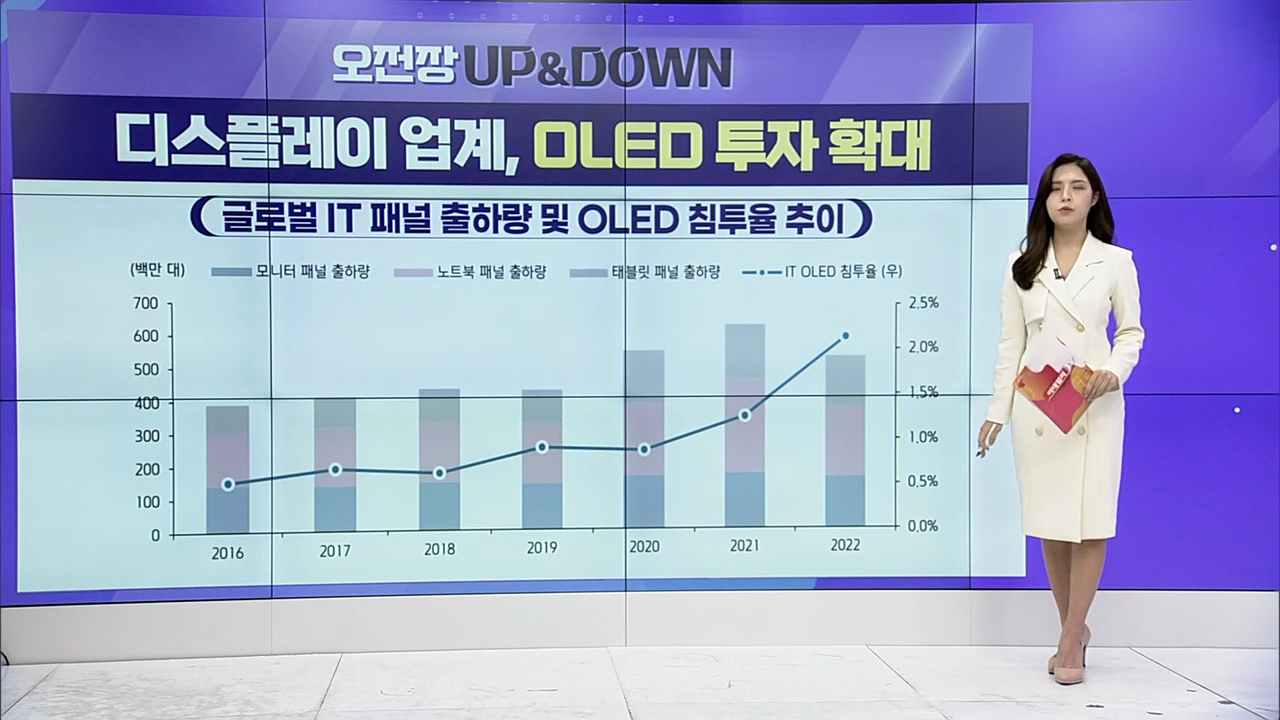 오전장 UP&DOWN
디스플레이 업계, OLED 투자 확대
(글로벌 IT 패널 출하량 및 OLED 침투율 추이)
(백만 대) 모니터 패널 출하량 노트북 패널 출하량 태블릿 패널 출하량 IT OLED 침투율 (우)
700 2.5%
600 2.0%
500
400 1.5%
300 1.0%
200 0.5%
100
0 0.0%
2016 2017 2018 2019 2020 2021 2022